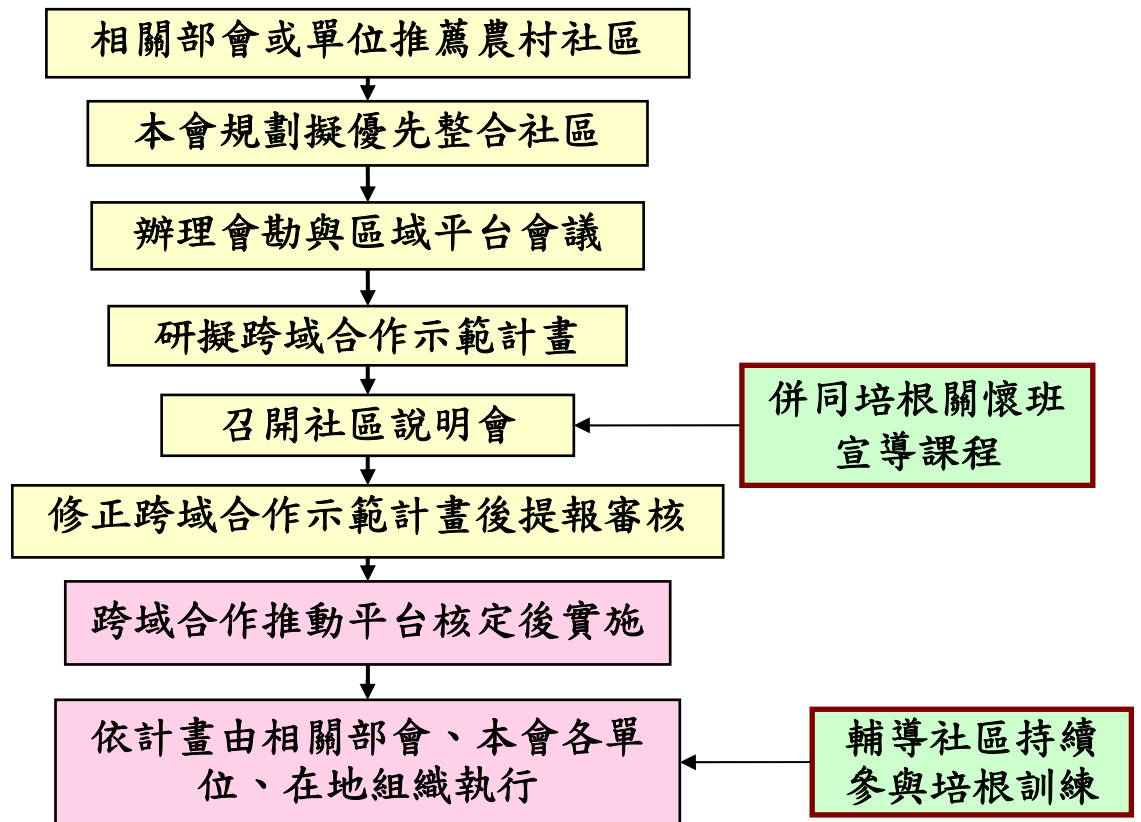 相關部會或單位推薦農村社區
本會規劃擬優先整合社區
辦理會勘與區域平台會議
研擬跨域合作示範計畫
召開社區說明會
併同培根關懷班
宣導課程
修正跨域合作示範計畫後提報審核
跨域合作推動平台核定後實施
依計畫由相關部會、本會各單
位、在地組織執行
輔導社區持續
參與培根訓練